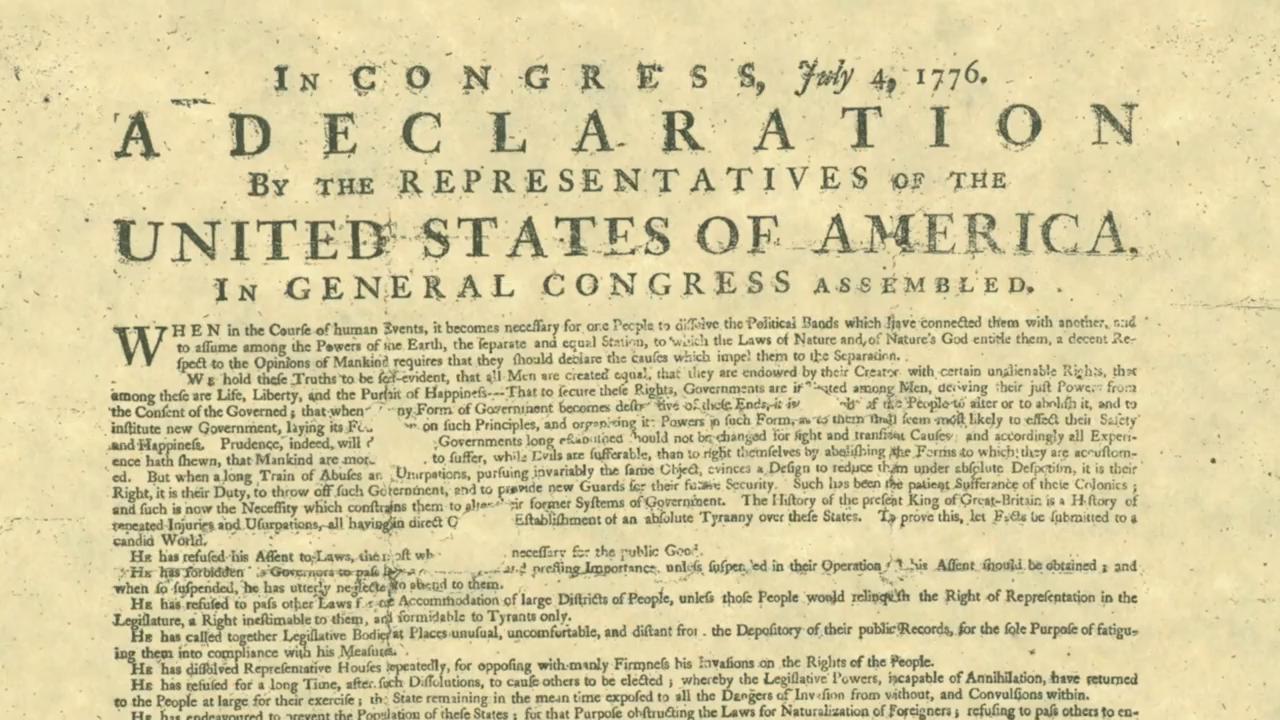 IN CONGRESS, July 4, 1776.
A DECLARATION
BY THE REPRESENTATIVES OF THE
UNITED STATES OF AMERICA,
IN GENERAL CONGRESS ASSEMBLED.
WHEN in the Courſe of human Events, it becomes neceſſary for one People to diſſolve the Political Bands which have connected them with another, and
to aſſume among the Powers of the Earth, the ſeparate and equal Station, to which the Laws of Nature and of Nature's God entitle them, a decent Re-
ſpect to the Opinions of Mankind requires that they ſhould declare the cauſes which impel them to the Separation.
WE hold theſe Truths to be ſelf-evident, that all Men are created equal, that they are endowed by their Creator with certain unalienable Rights, that
among theſe are Life, Liberty, and the Purſuit of Happineſs---That to ſecure theſe Rights, Governments are among Men, deriving their juſt Powers from
the Conſent of the Governed; that when Form of Government becomes of theſe Ends, it is of the People to alter or to aboliſh it, and to
inſtitute new Government, laying its on ſuch Principles, and organizing its Powers in ſuch Form, as to them ſhall ſeem moſt likely to effect their Safety
and Happineſs. Prudence, indeed, will Governments long eſtabliſhed ſhould not be changed for light and tranſient Cauſes; and accordingly all Experi-
ence hath ſhewn, that Mankind are to ſuffer, while Evils are ſufferable, than to right themſelves by aboliſhing the Forms to which they are accuſtom-
ed. But when a long Train of Abuſes Uſurpations, purſuing invariably the ſame Object, evinces a Deſign to reduce them under abſolute Deſpotiſm, it is their
Right, it is their Duty, to throw off ſuch Government, and to provide new Guards for their future Security. Such has been the patient Sufferance of theſe Colonies;
and ſuch is now the Neceſſity which conſtrains them to former Syſtems of Government. The Hiſtory of the preſent King of Great-Britain is a Hiſtory of
repeated Injuries and Uſurpations, all having in direct Eſtabliſhment of an abſolute Tyranny over theſe States. To prove this, let Facts be ſubmitted to a
candid World.
HE has refuſed his Aſſent to Laws, the neceſſary for the public Good.
HE has forbidden Governors to paſs preſſing Importance, unleſs ſuſpended in their Operation Aſſent ſhould be obtained; and
when ſo ſuſpended, he has utterly neglected to attend to them.
HE has refuſed to paſs other Laws Accommodation of large Diſtricts of People, unleſs thoſe People would relinquiſh the Right of Repreſentation in the
Legiſlature, a Right ineſtimable to them, and formidable to Tyrants only.
HE has called together Legiſlative Bodies at Places unuſual, uncomfortable, and diſtant from the Depoſitory of their public Records, for the ſole Purpoſe of fatigu-
ing them into compliance with his Meaſures.
HE has diſſolved Repreſentative Houſes repeatedly, for oppoſing with manly Firmneſs his Invaſions on the Rights of the People.
HE has refuſed for a long Time, after ſuch Diſſolutions, to cauſe others to be elected; whereby the Legiſlative Powers, incapable of Annihilation, have returned
to the People at large for their exerciſe; the State remaining in the mean time expoſed to all the Dangers of Invaſion from without, and Convulſions within.
HE has endeavoured to prevent the Population of theſe States; for that Purpoſe obſtructing the Laws for Naturalization of Foreigners; refuſing to paſs others to en-